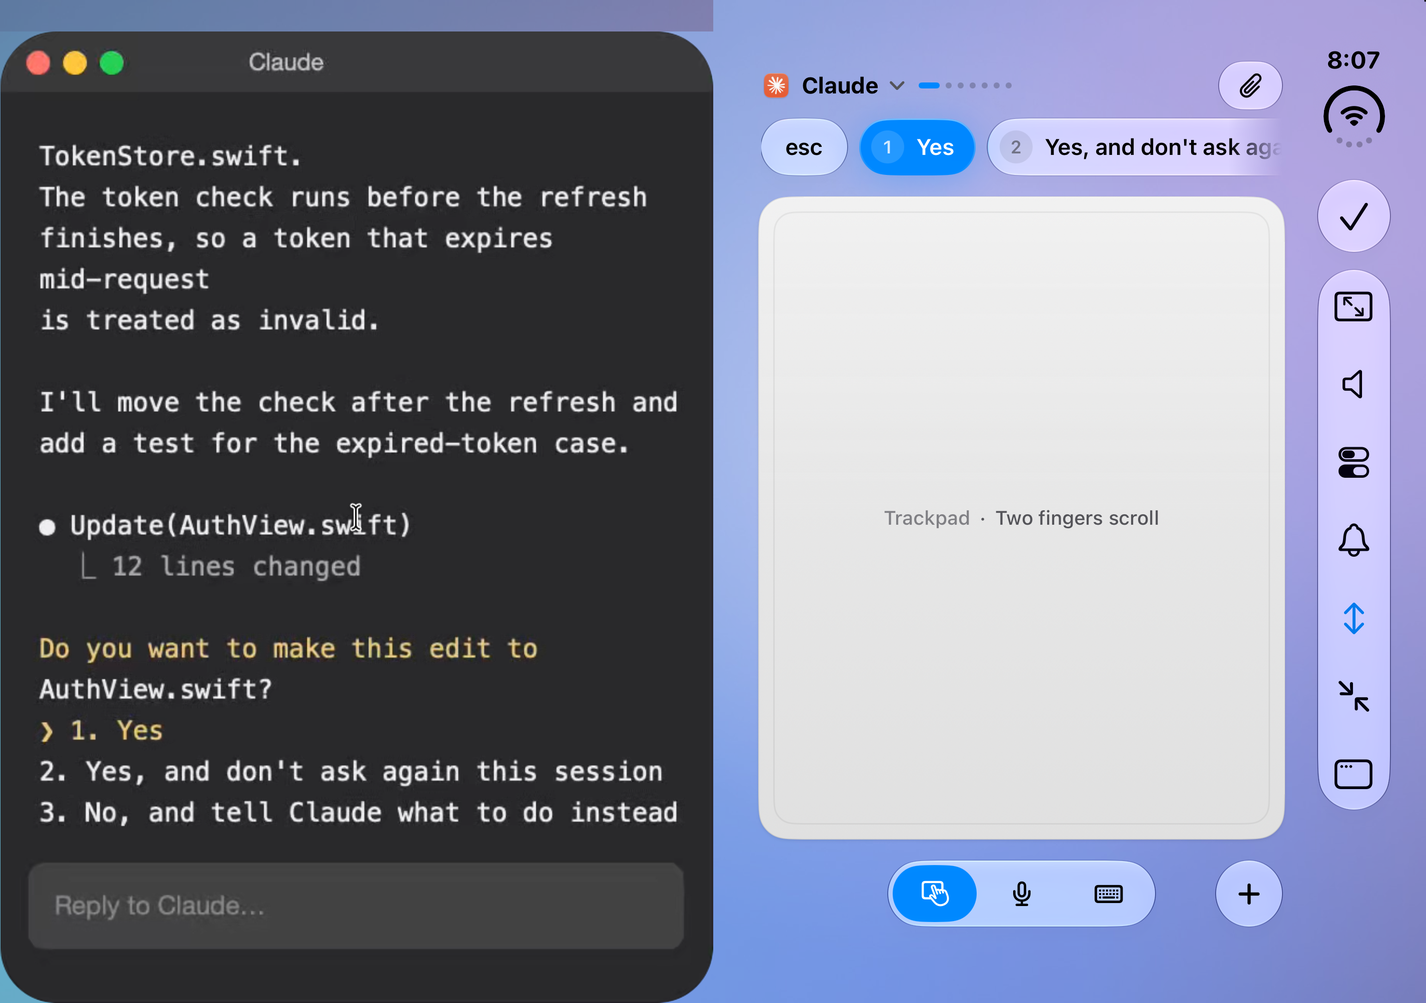 Claude
TokenStore.swift.
The token check runs before the refresh
finishes, so a token that expires
mid-request
is treated as invalid.
I'll move the check after the refresh and
add a test for the expired-token case.
● Update(AuthView.swift)
⎿ 12 lines changed
Do you want to make this edit to
AuthView.swift?
❯ 1. Yes
2. Yes, and don't ask again this session
3. No, and tell Claude what to do instead
Reply to Claude...
8:07
Claude
esc
1 Yes
2 Yes, and don't ask aga
Trackpad · Two fingers scroll